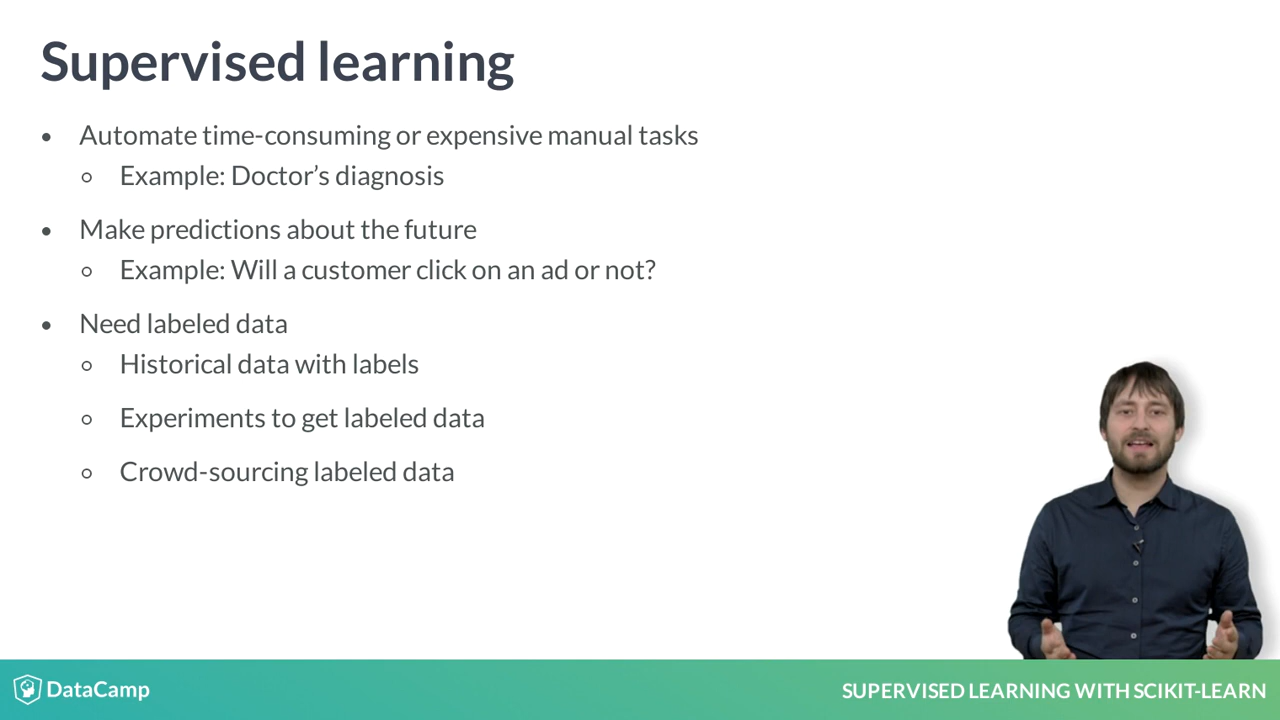 Supervised learning
• Automate time-consuming or expensive manual tasks
○ Example: Doctor’s diagnosis
• Make predictions about the future
○ Example: Will a customer click on an ad or not?
• Need labeled data
○ Historical data with labels
○ Experiments to get labeled data
○ Crowd-sourcing labeled data
DataCamp
SUPERVISED LEARNING WITH SCIKIT-LEARN